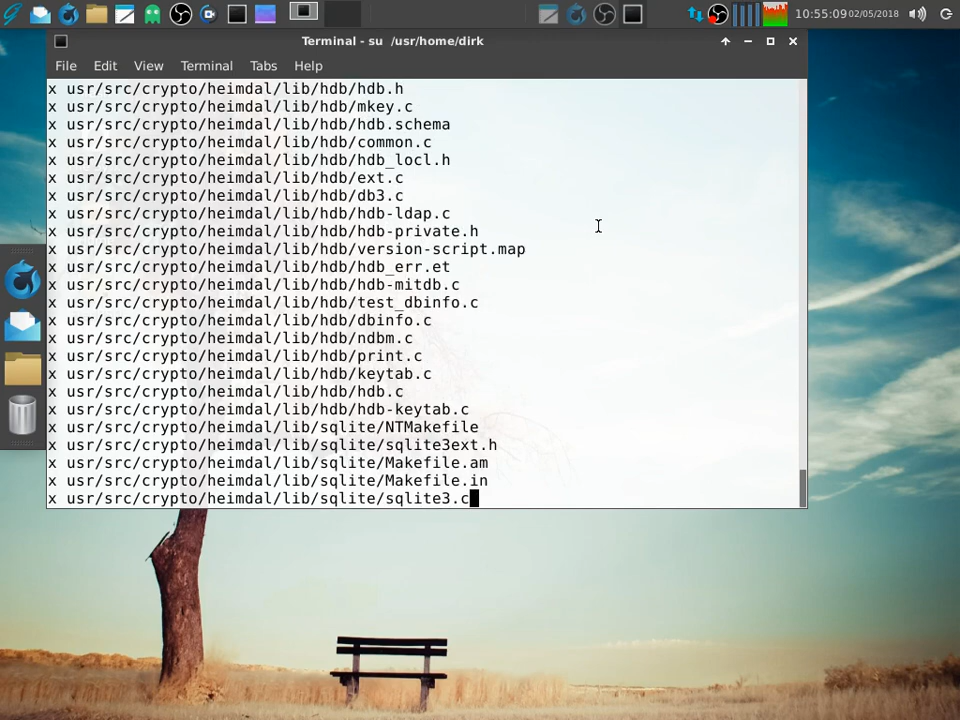 10:55:09 02/05/2018
Terminal - su /usr/home/dirk
File Edit View Terminal Tabs Help
x usr/src/crypto/heimdal/lib/hdb/hdb.h
x usr/src/crypto/heimdal/lib/hdb/mkey.c
x usr/src/crypto/heimdal/lib/hdb/hdb.schema
x usr/src/crypto/heimdal/lib/hdb/common.c
x usr/src/crypto/heimdal/lib/hdb/hdb_locl.h
x usr/src/crypto/heimdal/lib/hdb/ext.c
x usr/src/crypto/heimdal/lib/hdb/db3.c
x usr/src/crypto/heimdal/lib/hdb/hdb-ldap.c
x usr/src/crypto/heimdal/lib/hdb/hdb-private.h
x usr/src/crypto/heimdal/lib/hdb/version-script.map
x usr/src/crypto/heimdal/lib/hdb/hdb_err.et
x usr/src/crypto/heimdal/lib/hdb/hdb-mitdb.c
x usr/src/crypto/heimdal/lib/hdb/test_dbinfo.c
x usr/src/crypto/heimdal/lib/hdb/dbinfo.c
x usr/src/crypto/heimdal/lib/hdb/ndbm.c
x usr/src/crypto/heimdal/lib/hdb/print.c
x usr/src/crypto/heimdal/lib/hdb/keytab.c
x usr/src/crypto/heimdal/lib/hdb/hdb.c
x usr/src/crypto/heimdal/lib/hdb/hdb-keytab.c
x usr/src/crypto/heimdal/lib/sqlite/NTMakefile
x usr/src/crypto/heimdal/lib/sqlite/sqlite3ext.h
x usr/src/crypto/heimdal/lib/sqlite/Makefile.am
x usr/src/crypto/heimdal/lib/sqlite/Makefile.in
x usr/src/crypto/heimdal/lib/sqlite/sqlite3.c